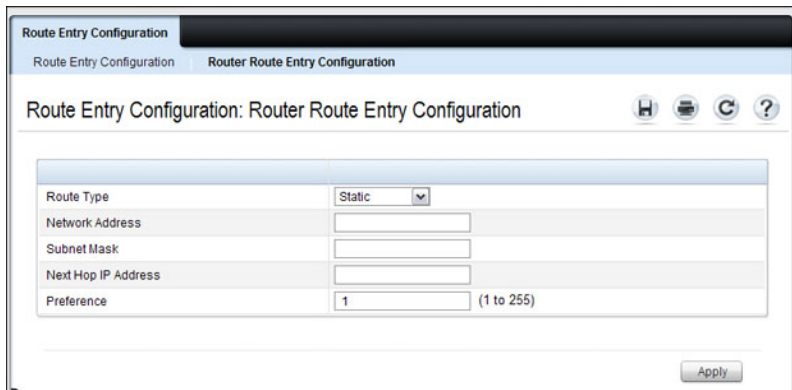 Route Entry Configuration
Route Entry Configuration Router Route Entry Configuration
Route Entry Configuration: Router Route Entry Configuration ?
Route Type Static
Network Address
Subnet Mask
Next Hop IP Address
Preference 1 (1 to 255)
Apply